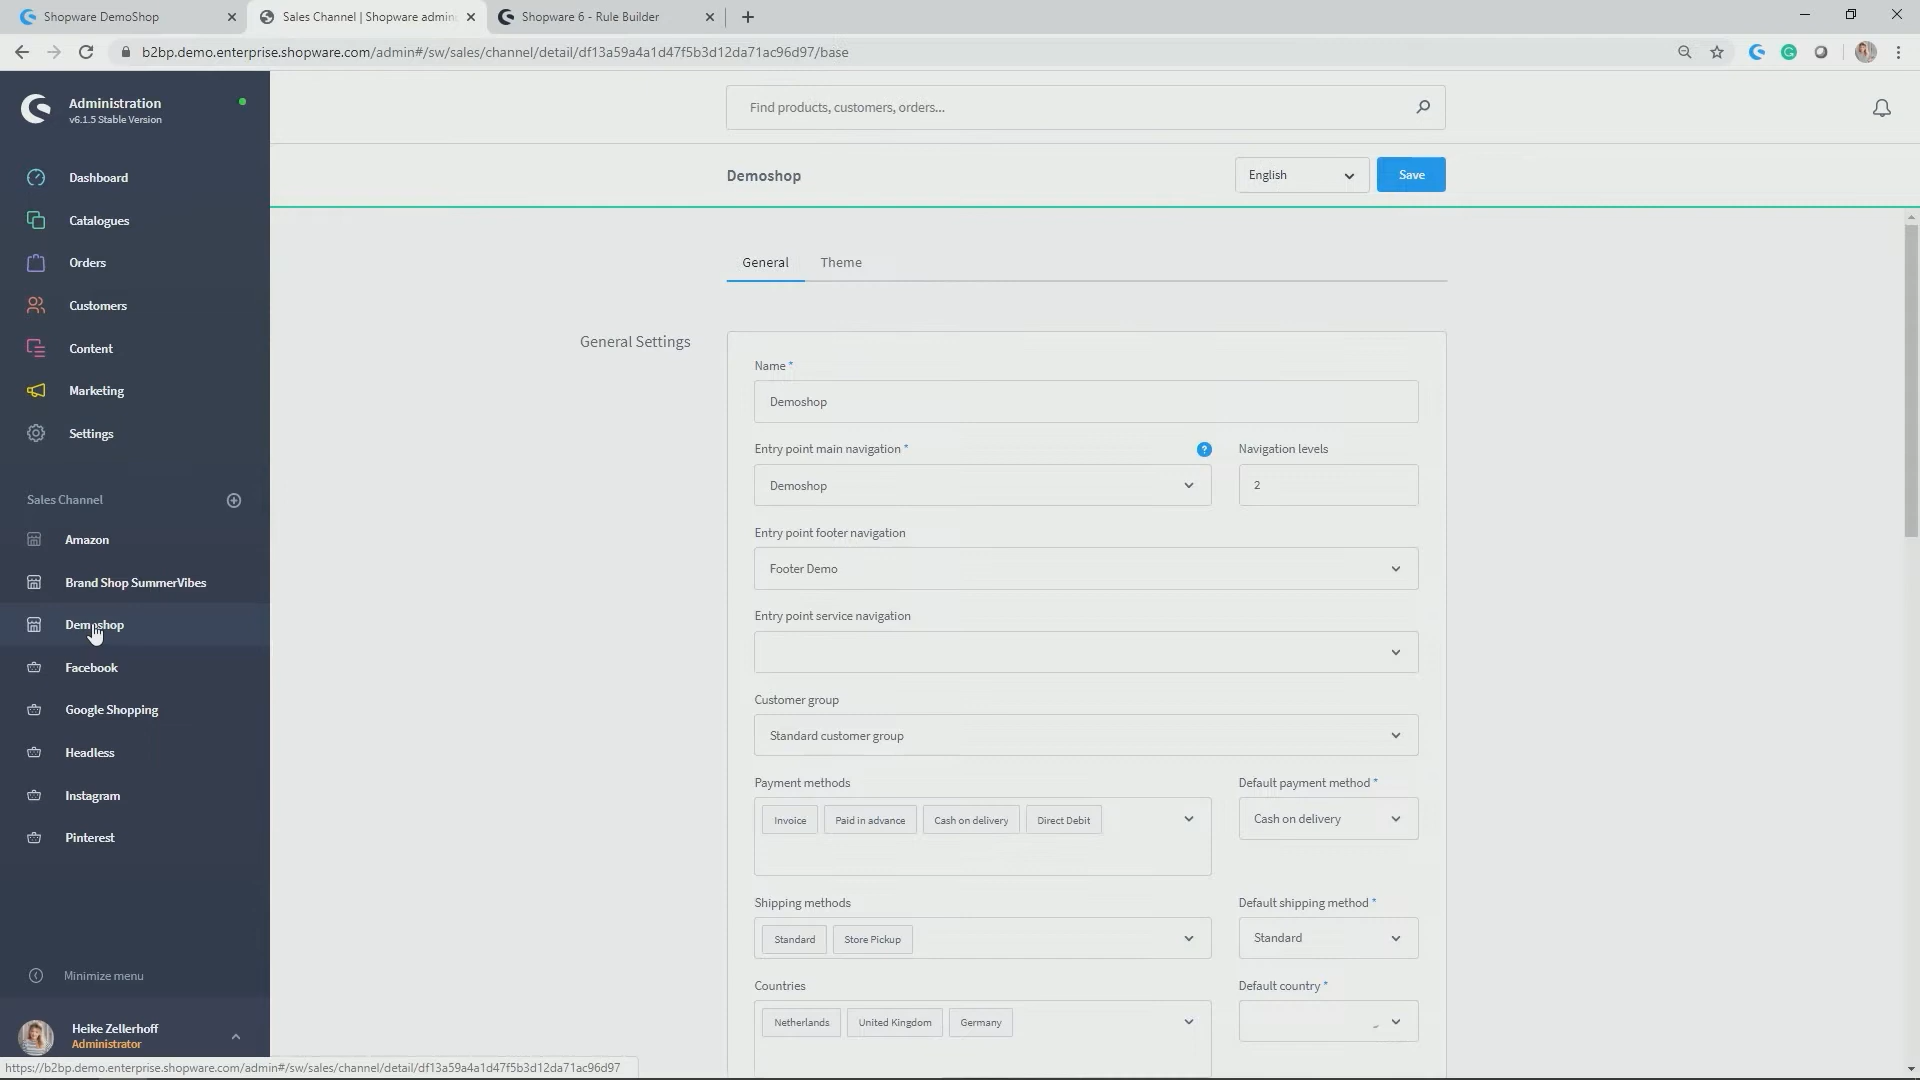 Shopware DemoShop
Sales Channel | Shopware admin
Shopware 6 - Rule Builder
b2bp.demo.enterprise.shopware.com/admin#/sw/sales/channel/detail/df13a59a4a1d47f5b3d12da71ac96d97/base
Administration
v6.1.5 Stable Version
Find products, customers, orders...
Demoshop
English
Save
Dashboard
Catalogues
Orders
Customers
Content
Marketing
Settings
Sales Channel
Amazon
Brand Shop SummerVibes
Demoshop
Facebook
Google Shopping
Headless
Instagram
Pinterest
Minimize menu
Heike Zellerhoff
Administrator
General
Theme
General Settings
Name *
Demoshop
Entry point main navigation *
?
Navigation levels
Demoshop
2
Entry point footer navigation
Footer Demo
Entry point service navigation
Customer group
Standard customer group
Payment methods
Default payment method *
Invoice
Paid in advance
Cash on delivery
Direct Debit
Cash on delivery
Shipping methods
Default shipping method *
Standard
Store Pickup
Standard
Countries
Default country *
Netherlands
United Kingdom
Germany
https://b2bp.demo.enterprise.shopware.com/admin#/sw/sales/channel/detail/df13a59a4a1d47f5b3d12da71ac96d97